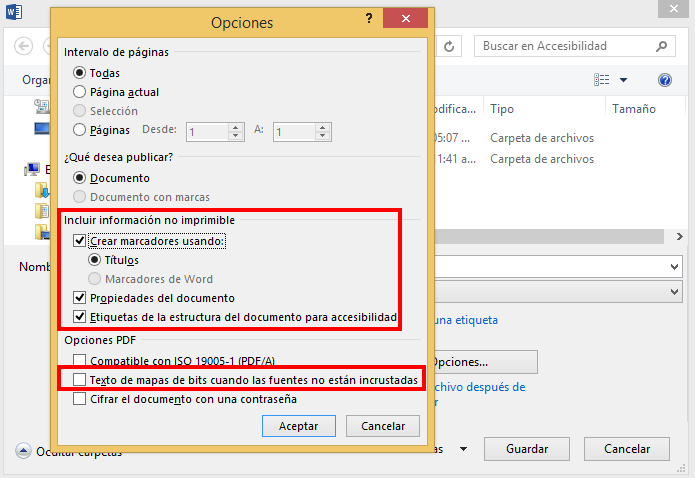 Opciones
?
Intervalo de páginas
Todas
Página actual
Selección
Páginas Desde: 1 A: 1
¿Qué desea publicar?
Documento
Documento con marcas
Incluir información no imprimible
Crear marcadores usando:
Títulos
Marcadores de Word
Propiedades del documento
Etiquetas de la estructura del documento para accesibilidad
Opciones PDF
Compatible con ISO 19005-1 (PDF/A)
Texto de mapas de bits cuando las fuentes no están incrustadas
Cifrar el documento con una contraseña
Aceptar Cancelar
Buscar en Accesibilidad
Organ
?
odifica... Tipo Tamaño
05:07 ... Carpeta de archivos
1:41 a... Carpeta de archivos
Nomb
una etiqueta
Opciones...
rchivo después de
ar
Ocultar carpetas
as Guardar Cancelar